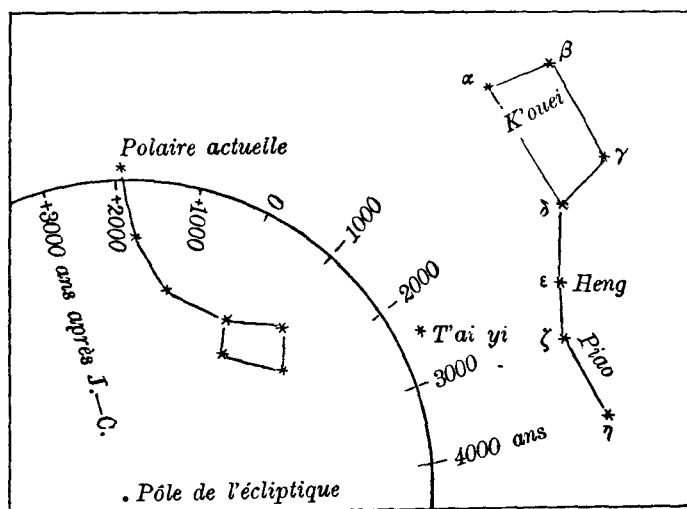 β
α
K'ouei
Polaire actuelle
γ
+3000 ans après J.—C.
+2000
+1000
0
-1000
δ
-2000
ε Heng
* T'ai yi
ζ
Piao
3000
η
4000 ans
. Pôle de l'écliptique